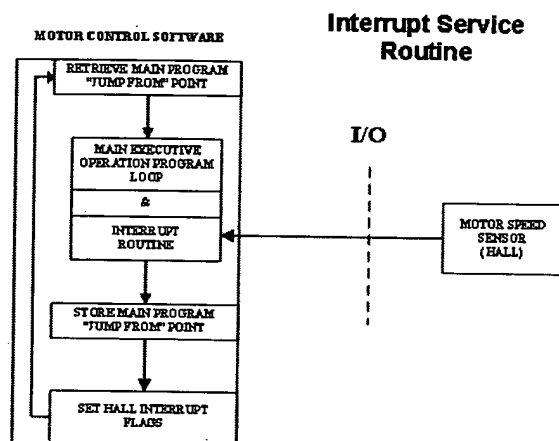 Interrupt Service
Routine
MOTOR CONTROL SOFTWARE
RETRIEVE MAIN PROGRAM
"JUMP FROM" POINT
MAIN EXECUTIVE
OPERATION PROGRAM
LOOP
&
INTERRUPT
ROUTINE
I/O
MOTOR SPEED
SENSOR
(HALL)
STORE MAIN PROGRAM
"JUMP FROM" POINT
SET HALL INTERRUPT
FLAGS